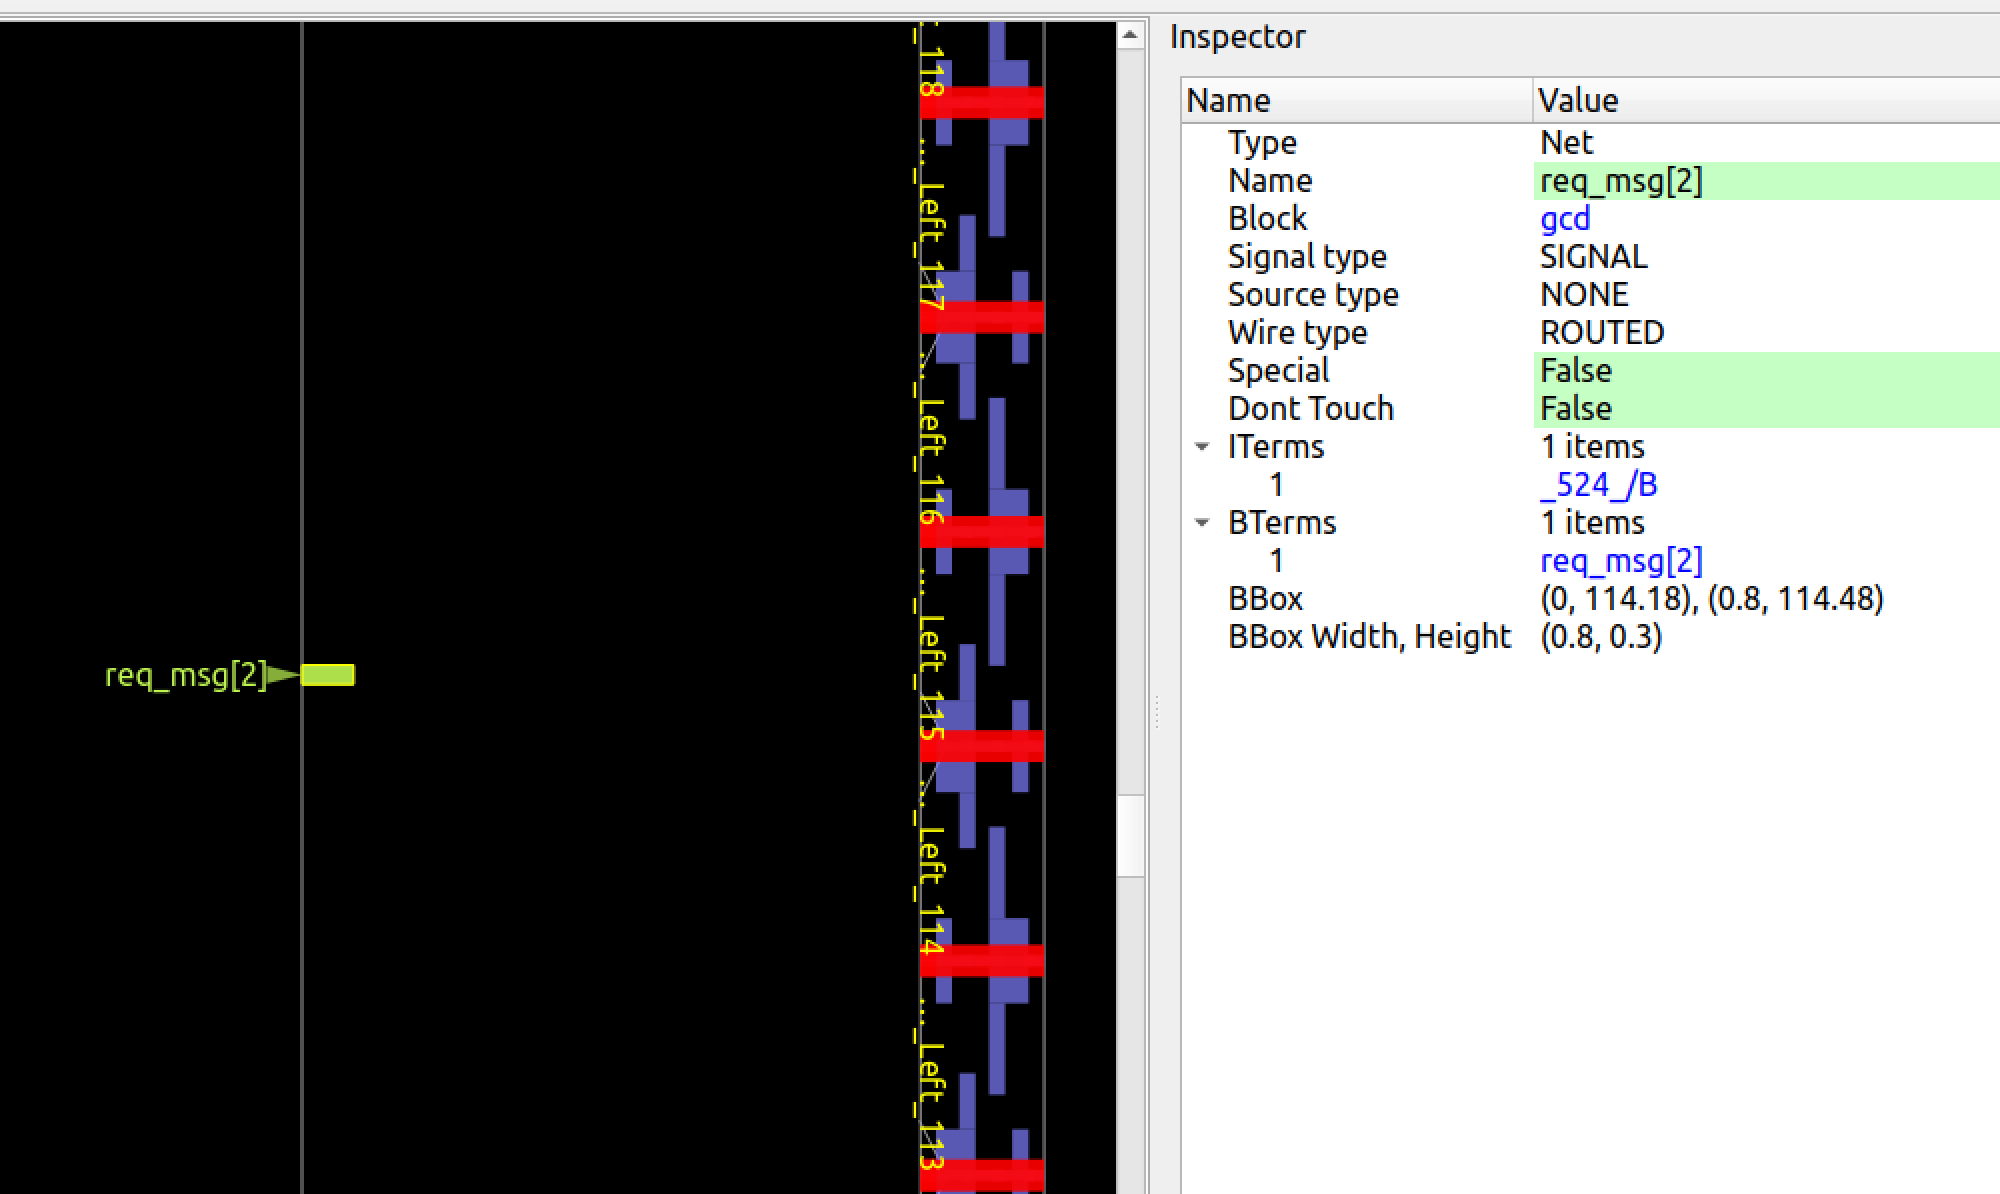 _118
..._Left_117
..._Left_116
..._Left_115
..._Left_114
..._Left_113
req_msg[2]
Inspector
Name Value
Type Net
Name req_msg[2]
Block gcd
Signal type SIGNAL
Source type NONE
Wire type ROUTED
Special False
Dont Touch False
ITerms 1 items
1 _524_/B
BTerms 1 items
1 req_msg[2]
BBox (0, 114.18), (0.8, 114.48)
BBox Width, Height (0.8, 0.3)